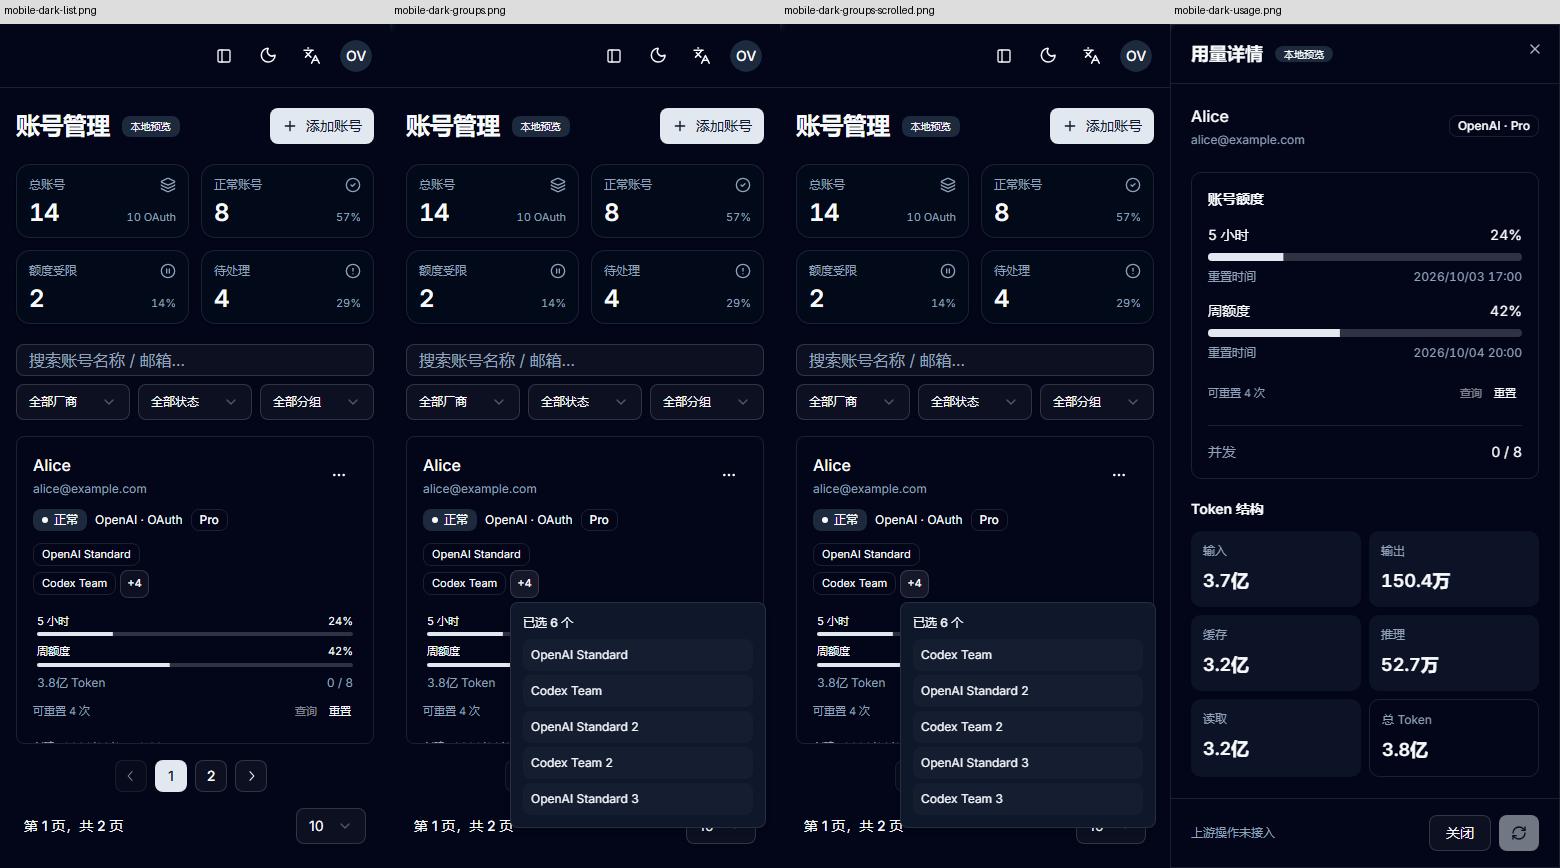 mobile-dark-list.png
OV
账号管理 本地预览 添加账号
总账号
14 10 OAuth
正常账号
8 57%
额度受限
2 14%
待处理
4 29%
搜索账号名称 / 邮箱...
全部厂商 全部状态 全部分组
Alice
alice@example.com
正常 OpenAI · OAuth Pro
OpenAI Standard
Codex Team +4
5 小时 24%
周额度 42%
3.8亿 Token 0 / 8
可重置 4 次 查询 重置
1 2
第 1 页，共 2 页 10
mobile-dark-groups.png
OV
账号管理 本地预览 添加账号
总账号
14 10 OAuth
正常账号
8 57%
额度受限
2 14%
待处理
4 29%
搜索账号名称 / 邮箱...
全部厂商 全部状态 全部分组
Alice
alice@example.com
正常 OpenAI · OAuth Pro
OpenAI Standard
Codex Team +4
5 小时
周额度
3.8亿 Token
可重置 4 次
已选 6 个
OpenAI Standard
Codex Team
OpenAI Standard 2
Codex Team 2
OpenAI Standard 3
第 1 页，共 2 页
mobile-dark-groups-scrolled.png
OV
账号管理 本地预览 添加账号
总账号
14 10 OAuth
正常账号
8 57%
额度受限
2 14%
待处理
4 29%
搜索账号名称 / 邮箱...
全部厂商 全部状态 全部分组
Alice
alice@example.com
正常 OpenAI · OAuth Pro
OpenAI Standard
Codex Team +4
5 小时
周额度
3.8亿 Token
可重置 4 次
已选 6 个
Codex Team
OpenAI Standard 2
Codex Team 2
OpenAI Standard 3
Codex Team 3
第 1 页，共 2 页
mobile-dark-usage.png
用量详情 本地预览
Alice
alice@example.com
OpenAI · Pro
账号额度
5 小时 24%
重置时间 2026/10/03 17:00
周额度 42%
重置时间 2026/10/04 20:00
可重置 4 次 查询 重置
并发 0 / 8
Token 结构
输入
3.7亿
输出
150.4万
缓存
3.2亿
推理
52.7万
读取
3.2亿
总 Token
3.8亿
上游操作未接入 关闭